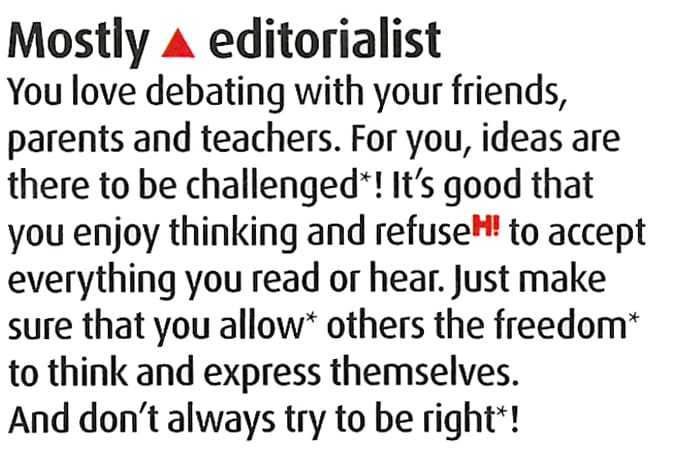 Mostly ▲ editorialist
You love debating with your friends,
parents and teachers. For you, ideas are
there to be challenged*! It's good that
you enjoy thinking and refuseH! to accept
everything you read or hear. Just make
sure that you allow* others the freedom*
to think and express themselves.
And don't always try to be right*!